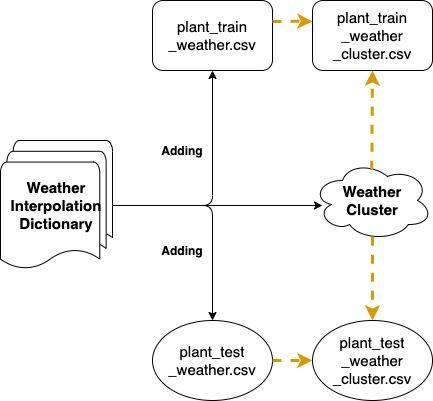 plant_train
_weather.csv
plant_train
_weather
_cluster.csv
Adding
Weather
Interpolation
Dictionary
Weather
Cluster
Adding
plant_test
_weather.csv
plant_test
_weather
_cluster.csv